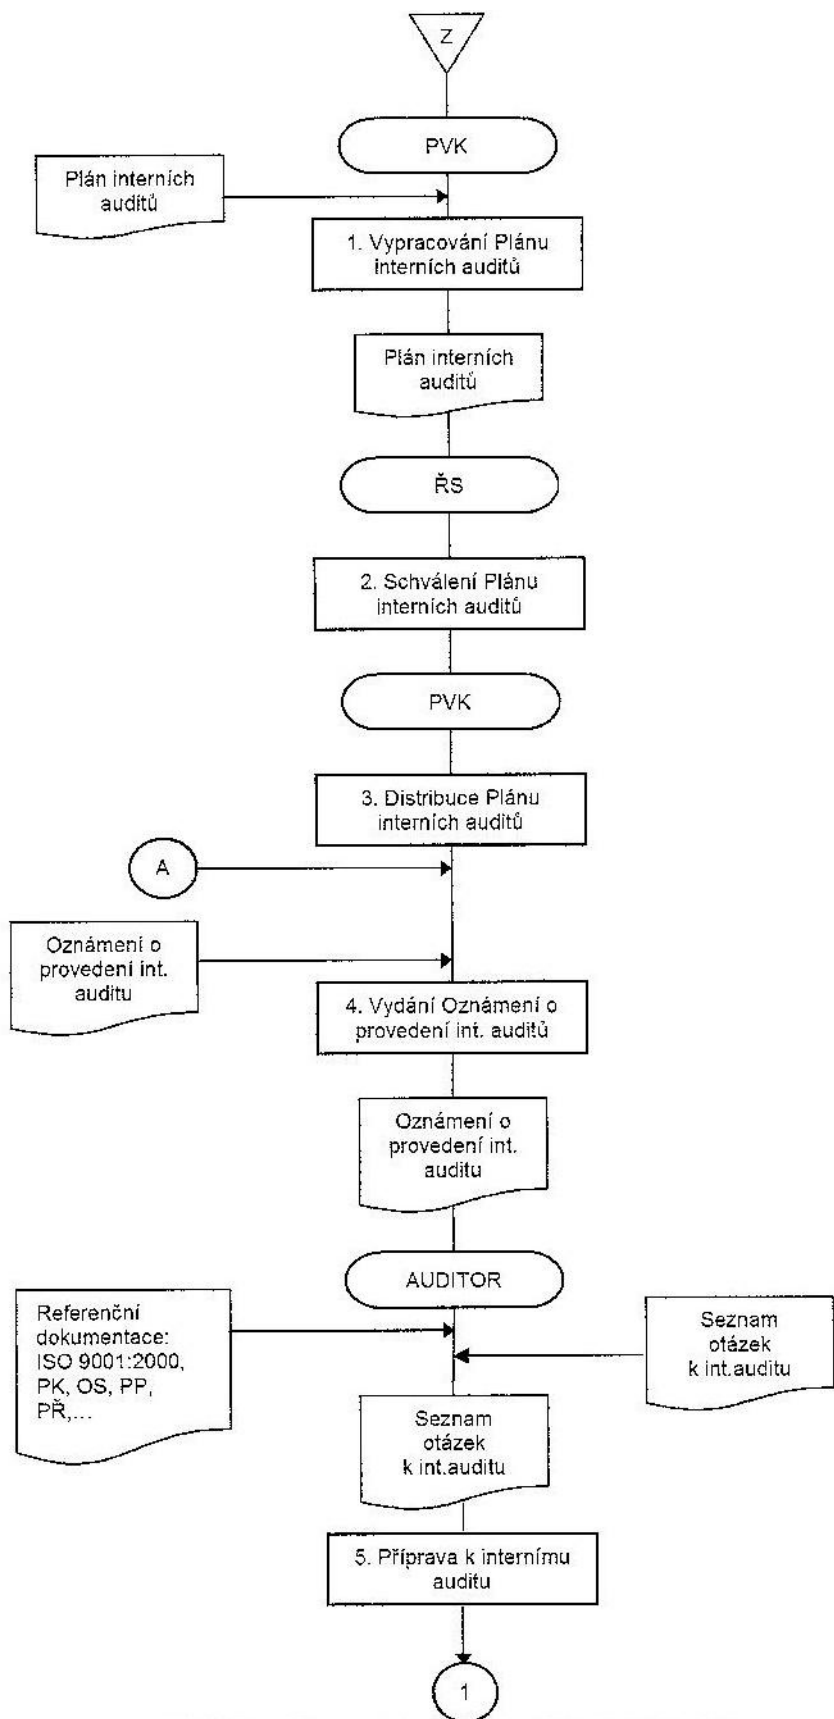 Z
PVK
Plán interních
auditů
1. Vypracování Plánu
interních auditů
Plán interních
auditů
ŘS
2. Schválení Plánu
interních auditů
PVK
3. Distribuce Plánu
interních auditů
A
Oznámení o
provedení int.
auditu
4. Vydání Oznámení o
provedení int. auditů
Oznámení o
provedení int.
auditu
AUDITOR
Referenční
dokumentace:
ISO 9001:2000,
PK, OS, PP,
PŘ,...
Seznam
otázek
k int.auditu
Seznam
otázek
k int.auditu
5. Příprava k internímu
auditu
1